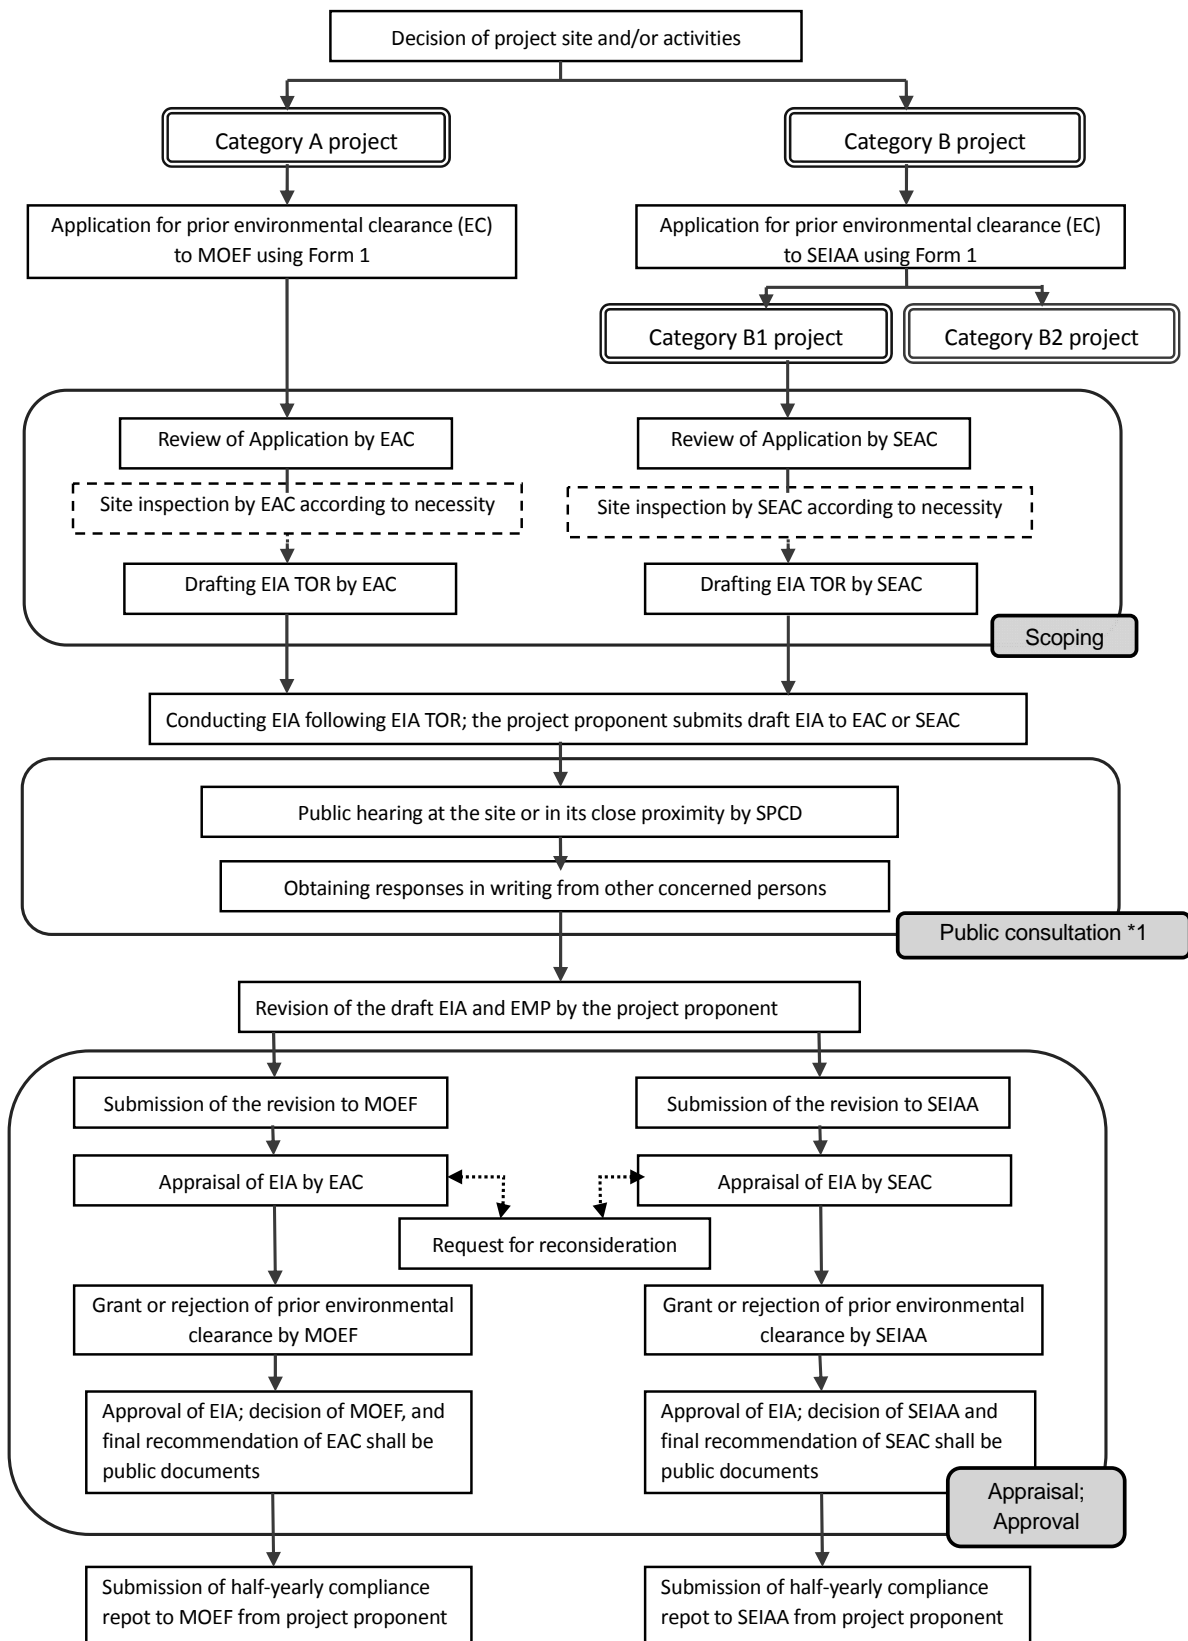 Decision of project site and/or activities
Category A project
Category B project
Application for prior environmental clearance (EC)
to MOEF using Form 1
Application for prior environmental clearance (EC)
to SEIAA using Form 1
Category B1 project
Category B2 project
Review of Application by EAC
Review of Application by SEAC
Site inspection by EAC according to necessity
Site inspection by SEAC according to necessity
Drafting EIA TOR by EAC
Drafting EIA TOR by SEAC
Scoping
Conducting EIA following EIA TOR; the project proponent submits draft EIA to EAC or SEAC
Public hearing at the site or in its close proximity by SPCD
Obtaining responses in writing from other concerned persons
Public consultation *1
Revision of the draft EIA and EMP by the project proponent
Submission of the revision to MOEF
Submission of the revision to SEIAA
Appraisal of EIA by EAC
Appraisal of EIA by SEAC
Request for reconsideration
Grant or rejection of prior environmental
clearance by MOEF
Grant or rejection of prior environmental
clearance by SEIAA
Approval of EIA; decision of MOEF, and
final recommendation of EAC shall be
public documents
Approval of EIA; decision of SEIAA and
final recommendation of SEAC shall be
public documents
Appraisal;
Approval
Submission of half-yearly compliance
repot to MOEF from project proponent
Submission of half-yearly compliance
repot to SEIAA from project proponent